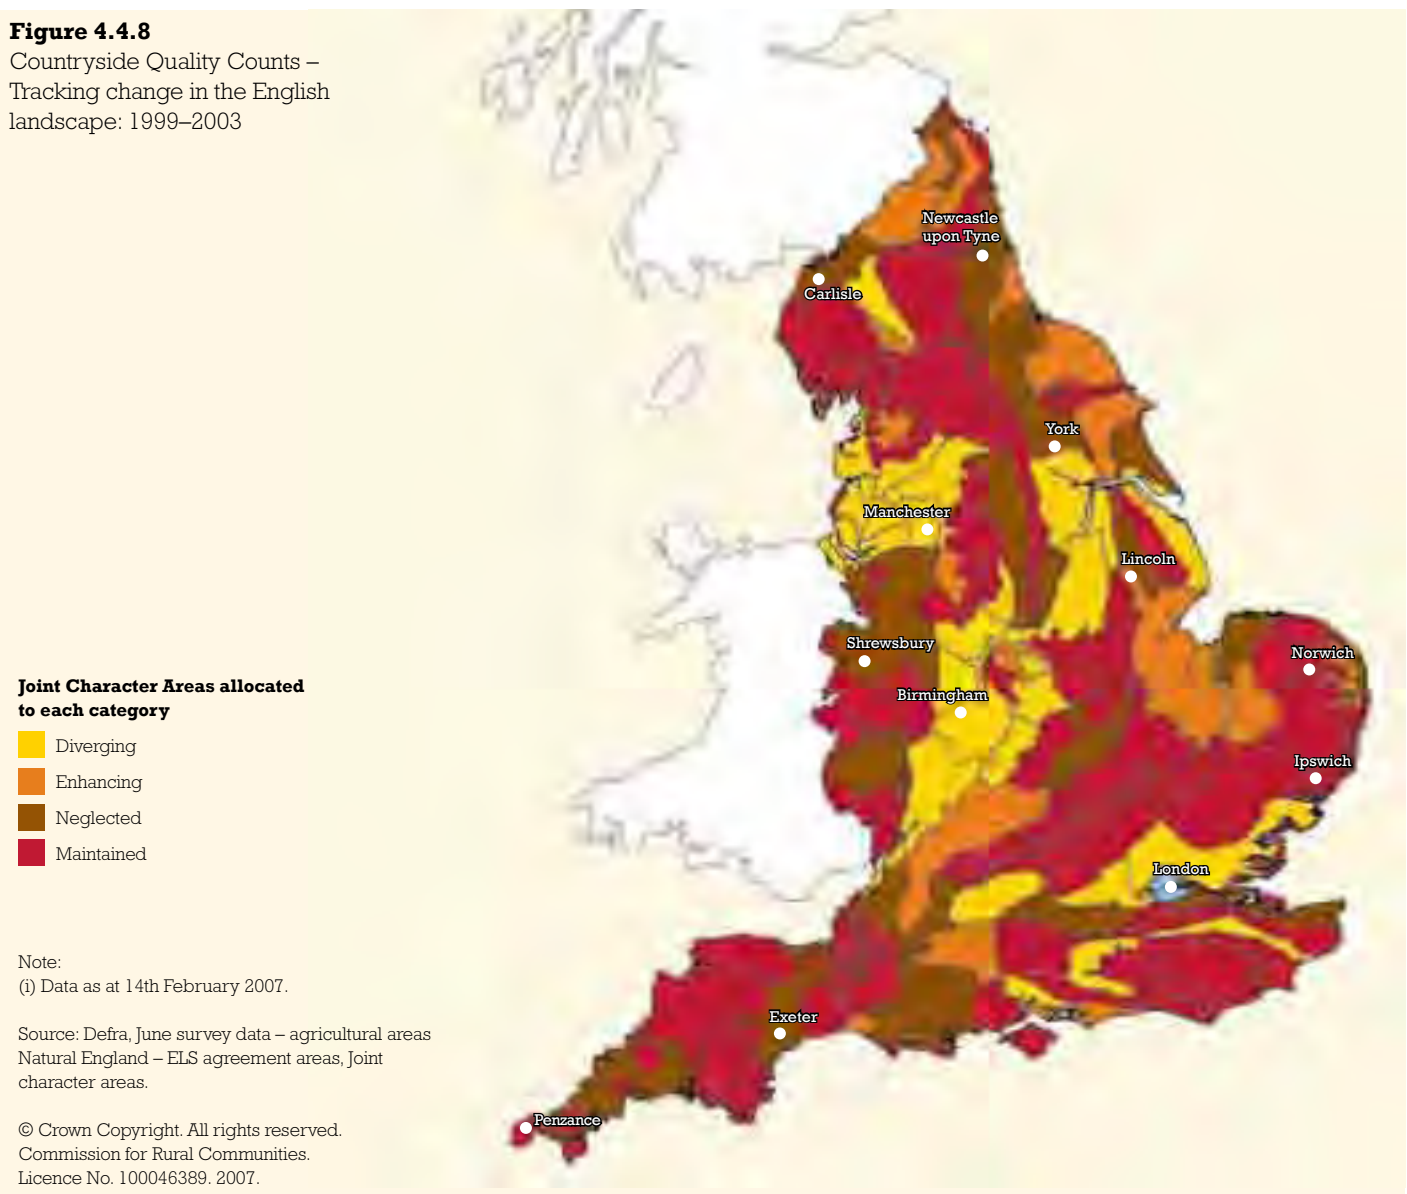 Figure 4.4.8
Countryside Quality Counts –
Tracking change in the English
landscape: 1999–2003
Newcastle
upon Tyne
Carlisle
York
Manchester
Lincoln
Shrewsbury
Norwich
Birmingham
Ipswich
London
Exeter
Penzance
Joint Character Areas allocated
to each category
Diverging
Enhancing
Neglected
Maintained
Note:
(i) Data as at 14th February 2007.
Source: Defra, June survey data – agricultural areas
Natural England – ELS agreement areas, Joint
character areas.
© Crown Copyright. All rights reserved.
Commission for Rural Communities.
Licence No. 100046389. 2007.